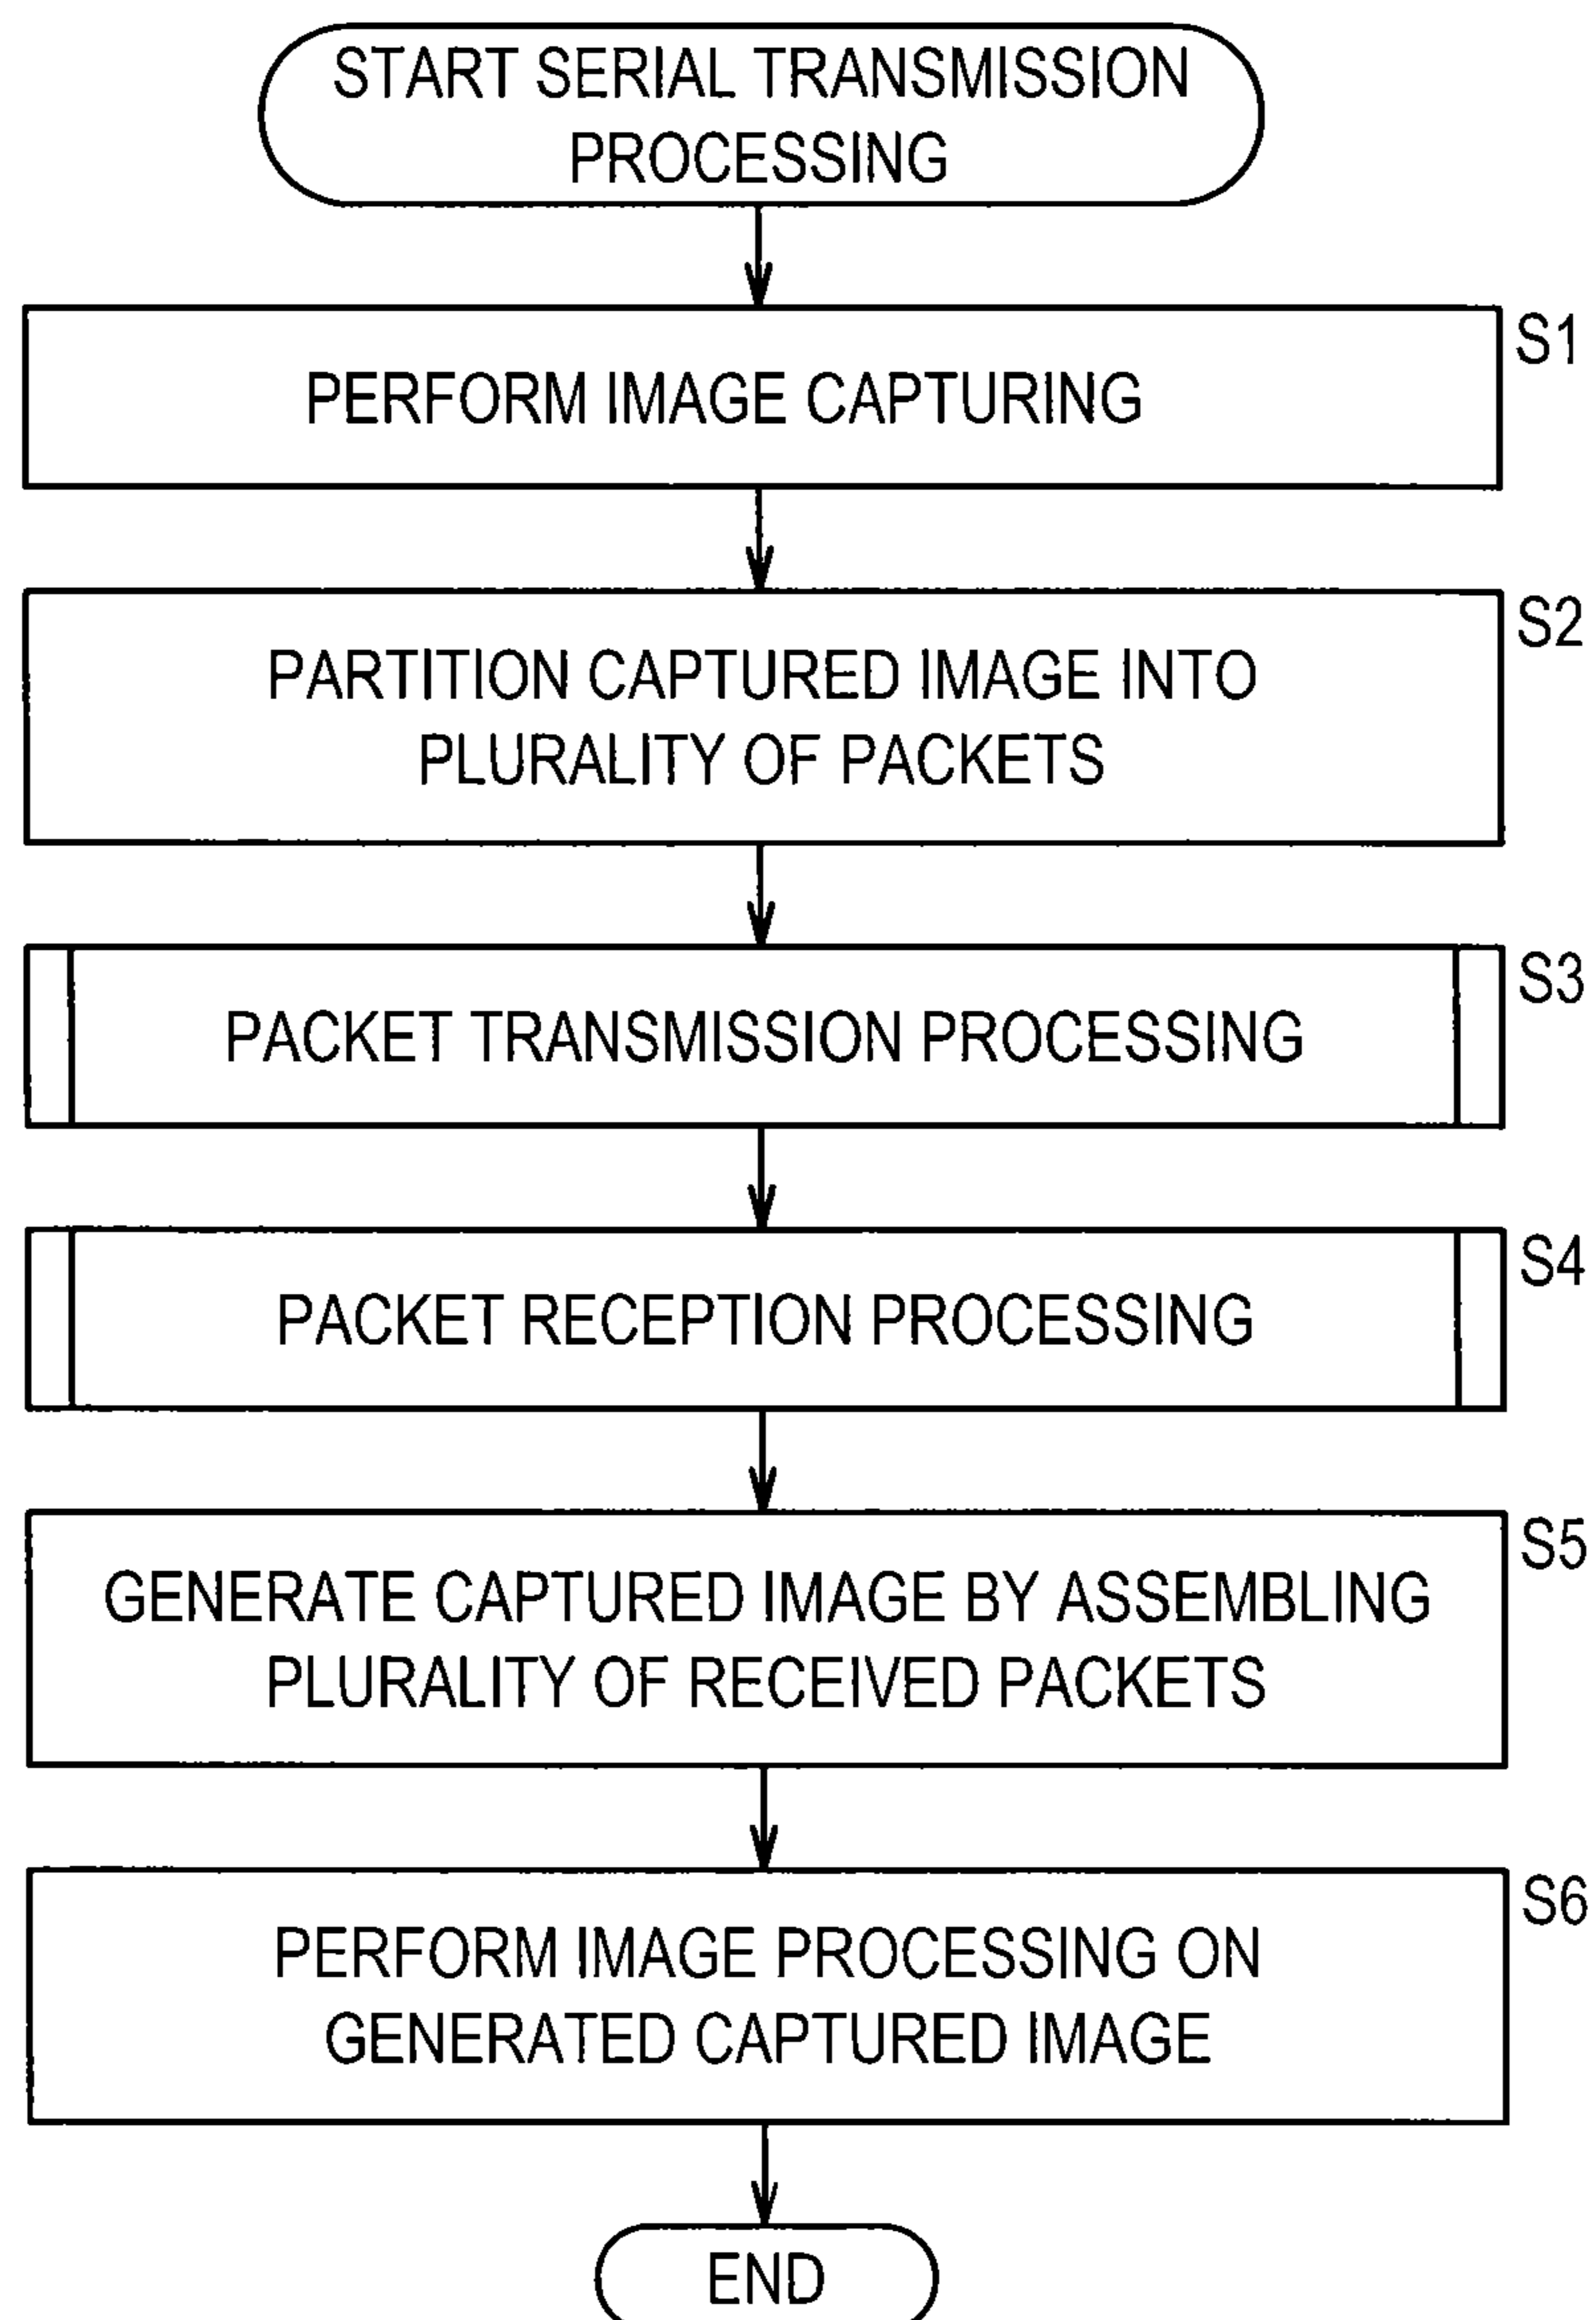 START SERIAL TRANSMISSION
PROCESSING
S1
PERFORM IMAGE CAPTURING
S2
PARTITION CAPTURED IMAGE INTO
PLURALITY OF PACKETS
S3
PACKET TRANSMISSION PROCESSING
S4
PACKET RECEPTION PROCESSING
S5
GENERATE CAPTURED IMAGE BY ASSEMBLING
PLURALITY OF RECEIVED PACKETS
S6
PERFORM IMAGE PROCESSING ON
GENERATED CAPTURED IMAGE
END